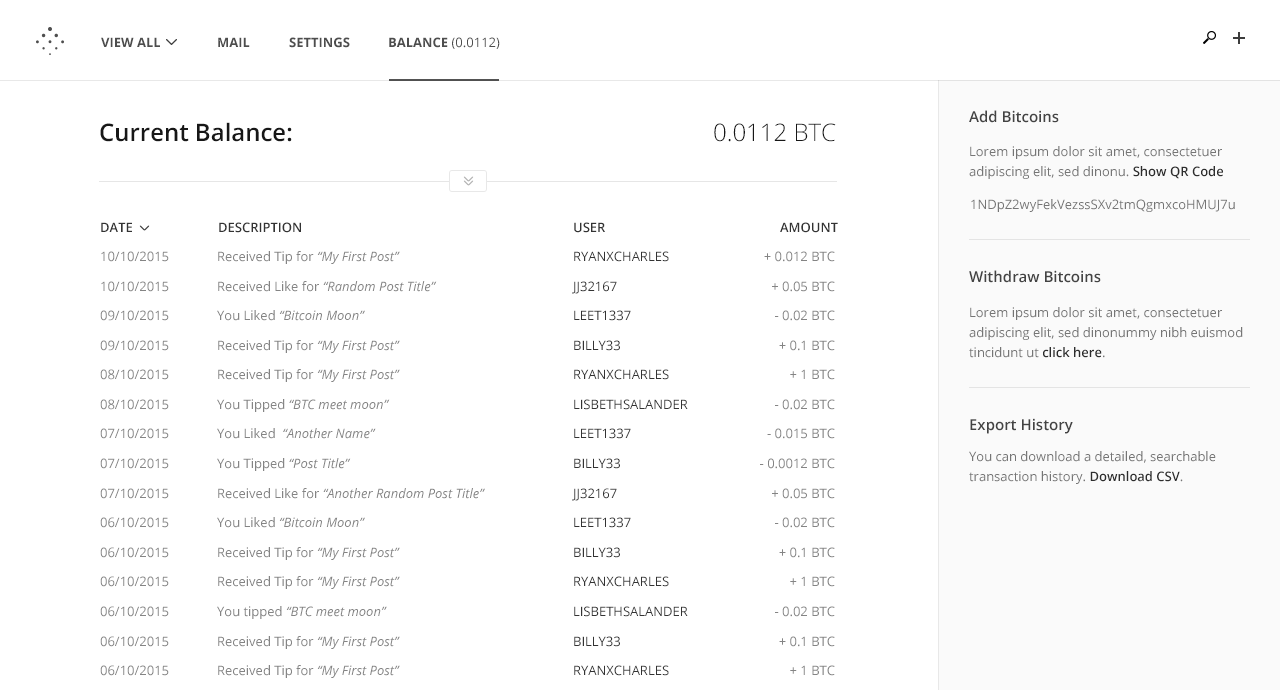 VIEW ALL MAIL SETTINGS BALANCE (0.0112)
Current Balance: 0.0112 BTC
DATE DESCRIPTION USER AMOUNT
10/10/2015 Received Tip for “My First Post” RYANXCHARLES + 0.012 BTC
10/10/2015 Received Like for “Random Post Title” JJ32167 + 0.05 BTC
09/10/2015 You Liked “Bitcoin Moon” LEET1337 - 0.02 BTC
09/10/2015 Received Tip for “My First Post” BILLY33 + 0.1 BTC
08/10/2015 Received Tip for “My First Post” RYANXCHARLES + 1 BTC
08/10/2015 You Tipped “BTC meet moon” LISBETHSALANDER - 0.02 BTC
07/10/2015 You Liked “Another Name” LEET1337 - 0.015 BTC
07/10/2015 You Tipped “Post Title” BILLY33 - 0.0012 BTC
07/10/2015 Received Like for “Another Random Post Title” JJ32167 + 0.05 BTC
06/10/2015 You Liked “Bitcoin Moon” LEET1337 - 0.02 BTC
06/10/2015 Received Tip for “My First Post” BILLY33 + 0.1 BTC
06/10/2015 Received Tip for “My First Post” RYANXCHARLES + 1 BTC
06/10/2015 You tipped “BTC meet moon” LISBETHSALANDER - 0.02 BTC
06/10/2015 Received Tip for “My First Post” BILLY33 + 0.1 BTC
06/10/2015 Received Tip for “My First Post” RYANXCHARLES + 1 BTC
Add Bitcoins
Lorem ipsum dolor sit amet, consectetuer
adipiscing elit, sed dinonu. Show QR Code
1NDpZ2wyFekVezssSXv2tmQgmxcoHMUJ7u
Withdraw Bitcoins
Lorem ipsum dolor sit amet, consectetuer
adipiscing elit, sed dinonummy nibh euismod
tincidunt ut click here.
Export History
You can download a detailed, searchable
transaction history. Download CSV.